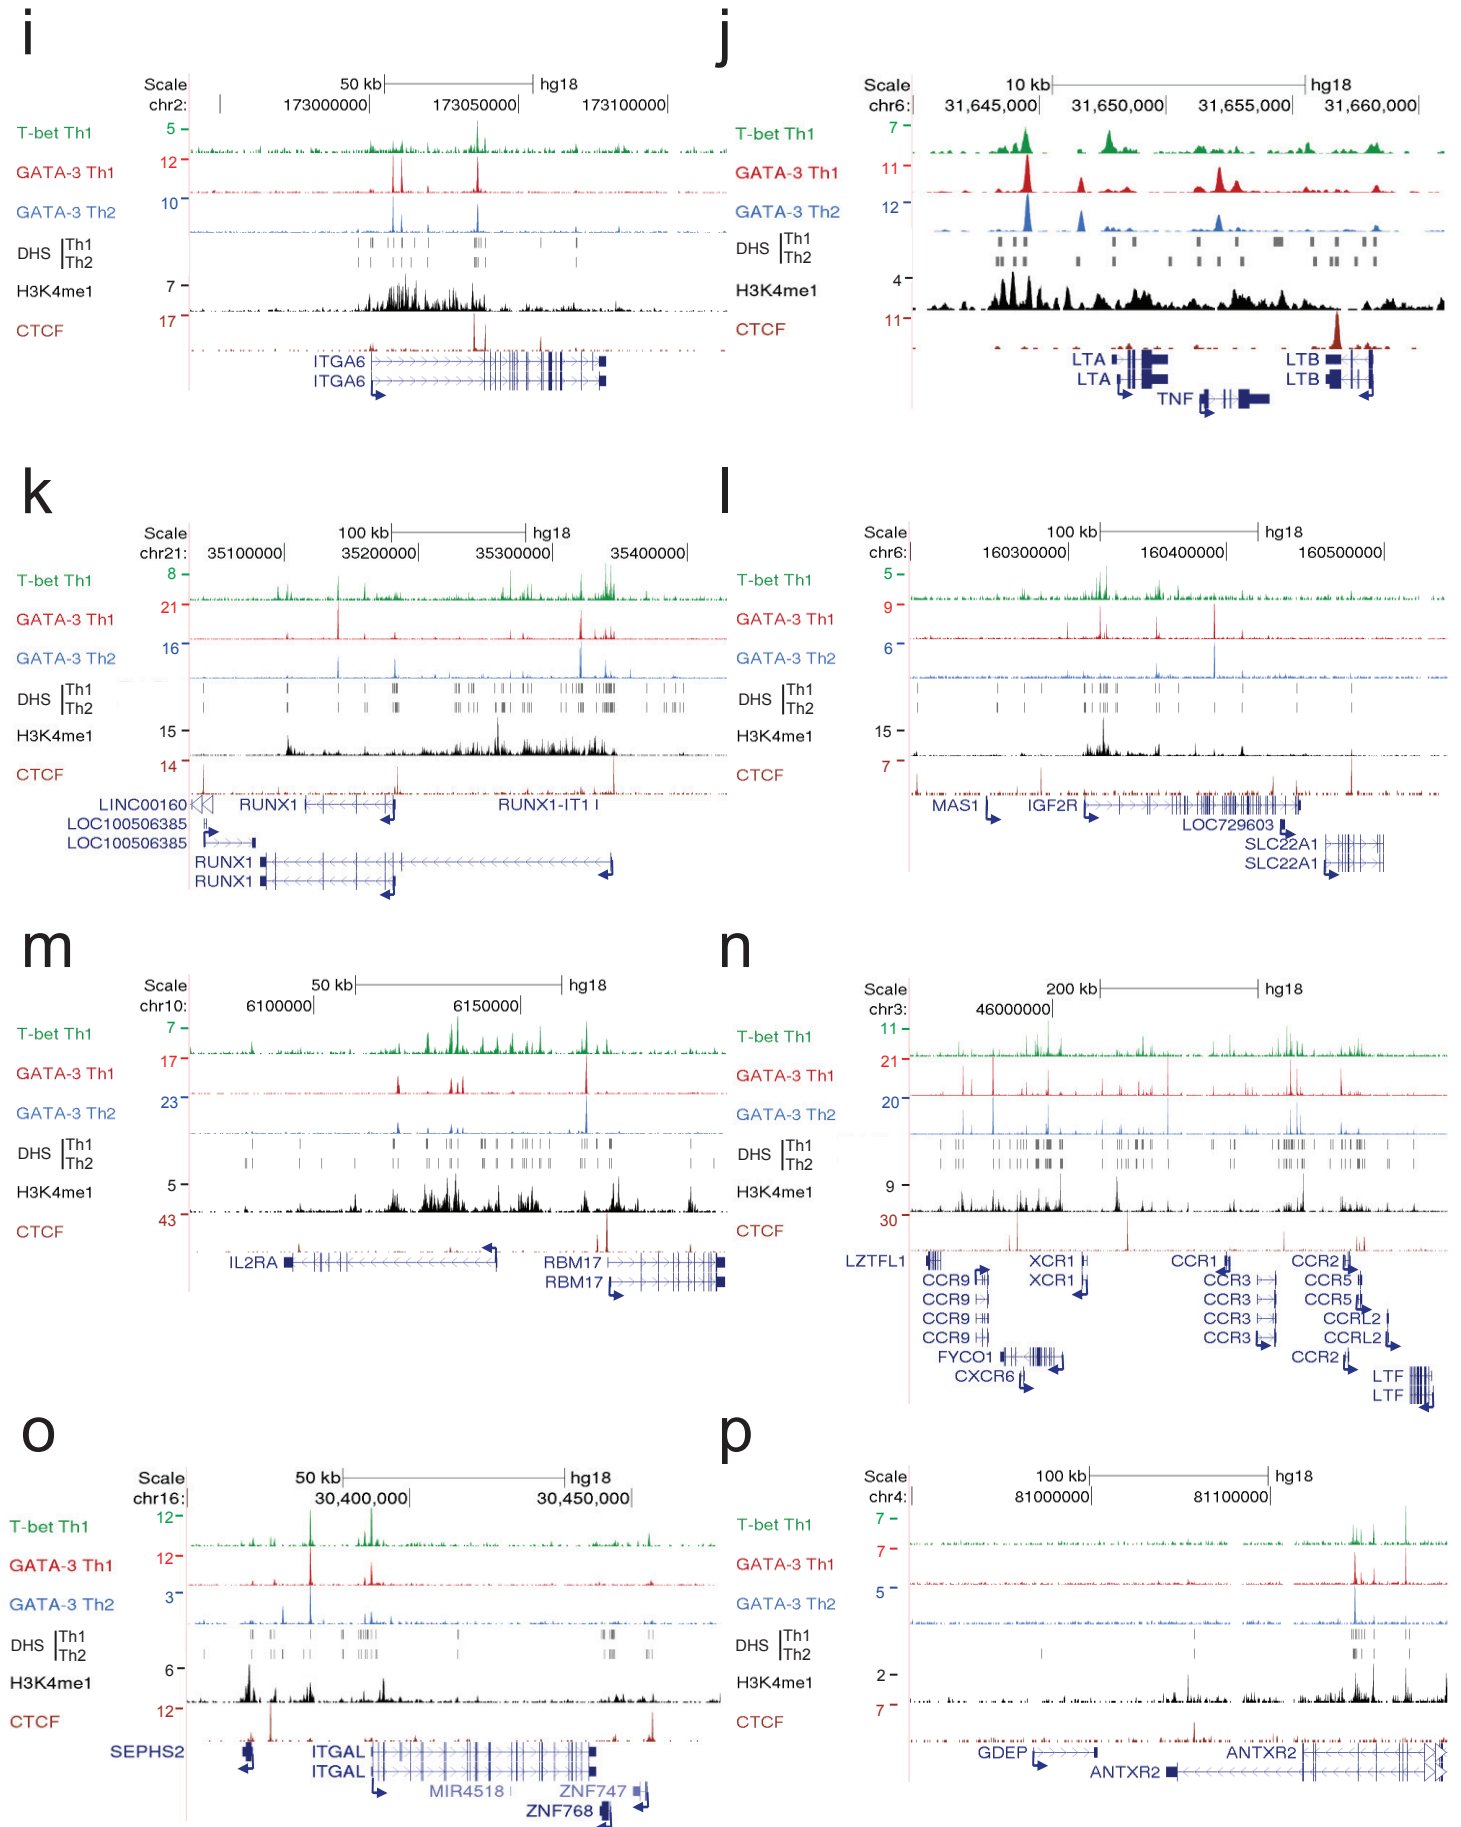 i
Scale 50 kb hg18
chr2: 173000000 173050000 173100000
T-bet Th1 5
GATA-3 Th1 12
GATA-3 Th2 10
DHS Th1
Th2
H3K4me1 7
CTCF 17
ITGA6
ITGA6
j
Scale 10 kb hg18
chr6: 31,645,000 31,650,000 31,655,000 31,660,000
T-bet Th1 7
GATA-3 Th1 11
GATA-3 Th2 12
DHS Th1
Th2
H3K4me1 4
CTCF 11
LTA LTB
LTA LTB
TNF
k
Scale 100 kb hg18
chr21: 35100000 35200000 35300000 35400000
T-bet Th1 8
GATA-3 Th1 21
GATA-3 Th2 16
DHS Th1
Th2
H3K4me1 15
CTCF 14
LINC00160 RUNX1 RUNX1-IT1
LOC100506385
LOC100506385
RUNX1
RUNX1
l
Scale 100 kb hg18
chr6: 160300000 160400000 160500000
T-bet Th1 5
GATA-3 Th1 9
GATA-3 Th2 6
DHS Th1
Th2
H3K4me1 15
CTCF 7
MAS1 IGF2R
LOC729603
SLC22A1
SLC22A1
m
Scale 50 kb hg18
chr10: 6100000 6150000
T-bet Th1 7
GATA-3 Th1 17
GATA-3 Th2 23
DHS Th1
Th2
H3K4me1 5
CTCF 43
IL2RA RBM17
RBM17
n
Scale 200 kb hg18
chr3: 46000000
T-bet Th1 11
GATA-3 Th1 21
GATA-3 Th2 20
DHS Th1
Th2
H3K4me1 9
CTCF 30
LZTFL1 XCR1 CCR1 CCR2
CCR9 XCR1 CCR3 CCR5
CCR9 CCR3 CCR5
CCR9 CCR3 CCRL2
CCR9 CCR3 CCRL2
FYCO1 CCR2
CXCR6 LTF
LTF
o
Scale 50 kb hg18
chr16: 30,400,000 30,450,000
T-bet Th1 12
GATA-3 Th1 12
GATA-3 Th2 3
DHS Th1
Th2
H3K4me1 6
CTCF 12
SEPHS2 ITGAL
ITGAL
MIR4518 ZNF747
ZNF768
p
Scale 100 kb hg18
chr4: 81000000 81100000
T-bet Th1 7
GATA-3 Th1 7
GATA-3 Th2 5
DHS Th1
Th2
H3K4me1 2
CTCF 7
GDEP ANTXR2
ANTXR2